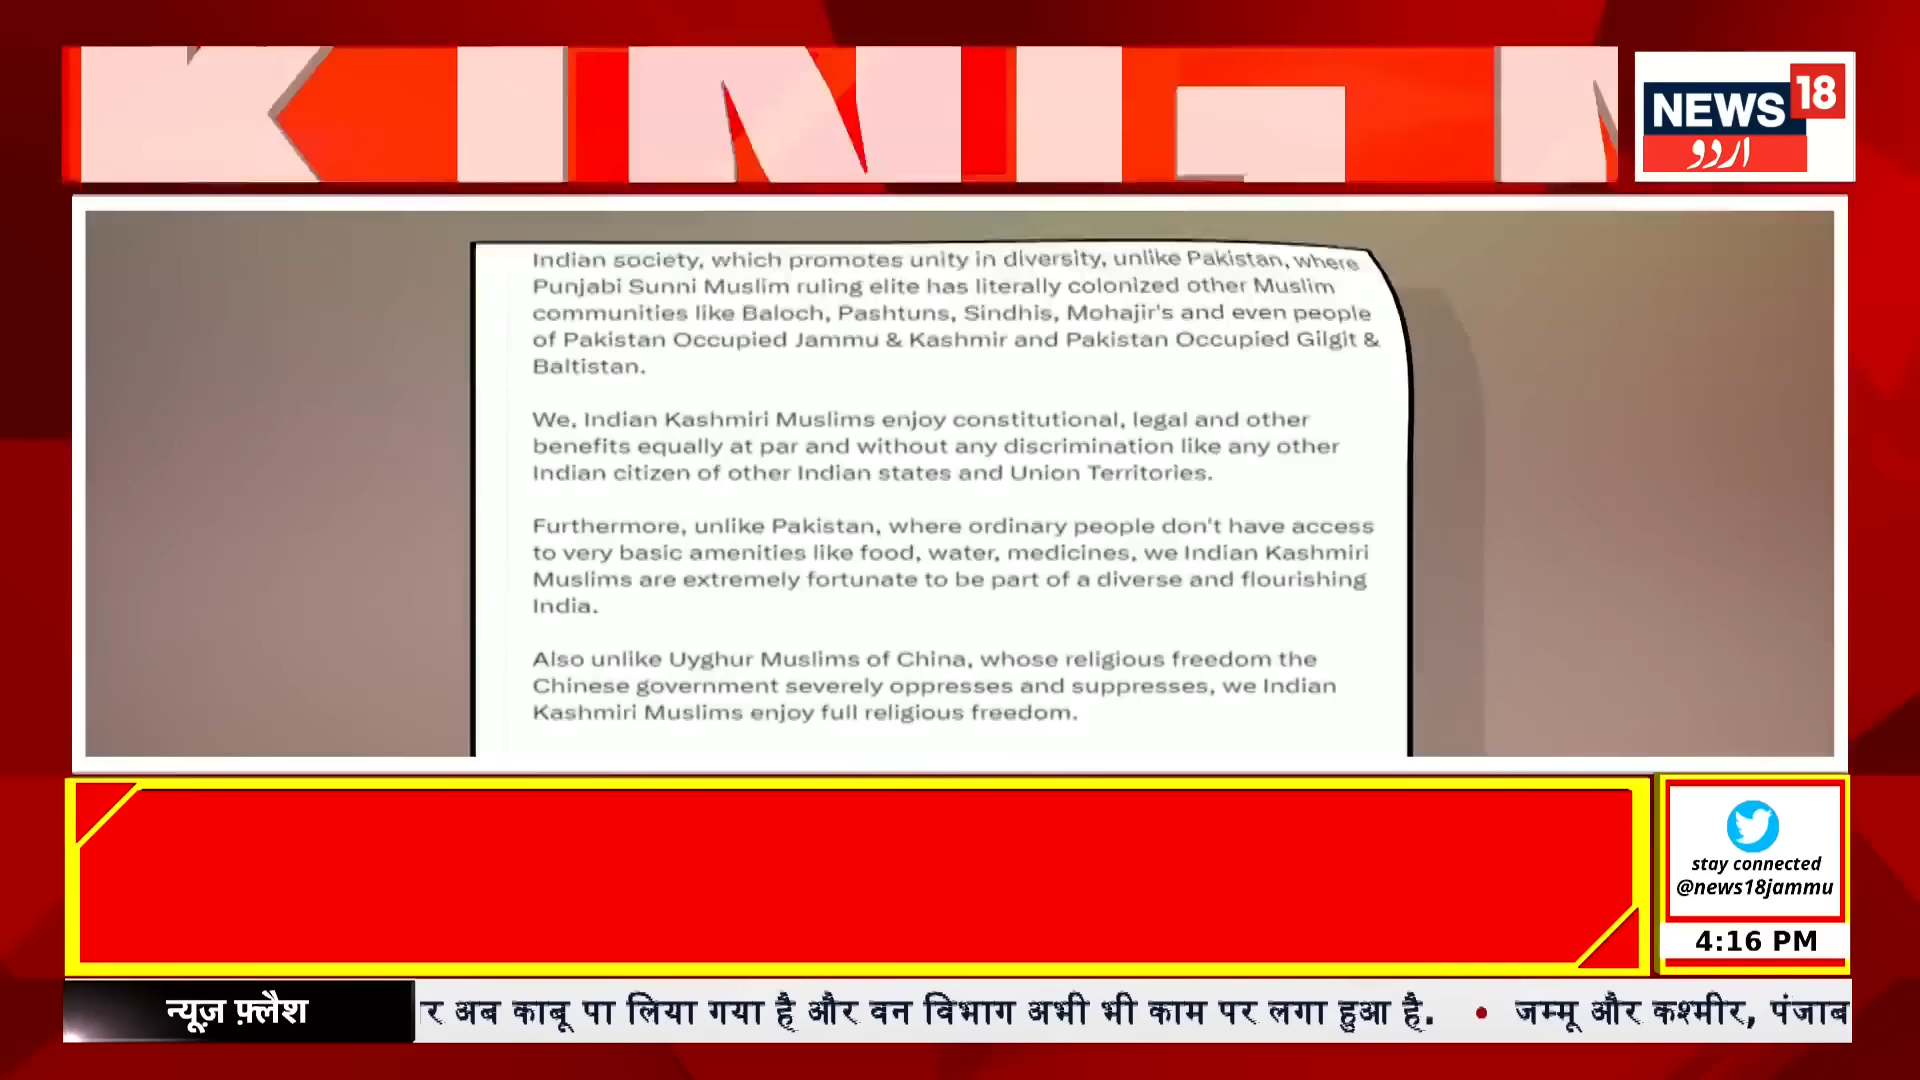 KING N
NEWS 18
اردو
Indian society, which promotes unity in diversity, unlike Pakistan, where
Punjabi Sunni Muslim ruling elite has literally colonized other Muslim
communities like Baloch, Pashtuns, Sindhis, Mohajir's and even people
of Pakistan Occupied Jammu & Kashmir and Pakistan Occupied Gilgit &
Baltistan.
We, Indian Kashmiri Muslims enjoy constitutional, legal and other
benefits equally at par and without any discrimination like any other
Indian citizen of other Indian states and Union Territories.
Furthermore, unlike Pakistan, where ordinary people don't have access
to very basic amenities like food, water, medicines, we Indian Kashmiri
Muslims are extremely fortunate to be part of a diverse and flourishing
India.
Also unlike Uyghur Muslims of China, whose religious freedom the
Chinese government severely oppresses and suppresses, we Indian
Kashmiri Muslims enjoy full religious freedom.
stay connected
@news18jammu
4:16 PM
न्यूज़ फ़्लैश
र अब काबू पा लिया गया है और वन विभाग अभी भी काम पर लगा हुआ है. • जम्मू और कश्मीर, पंजाब